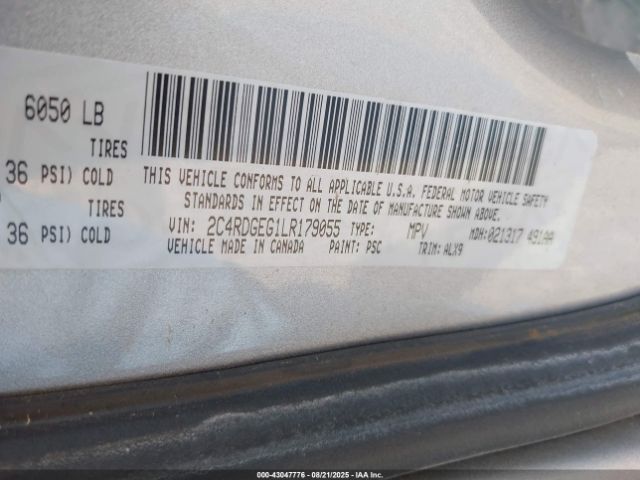 6050 LB
TIRES
36 PSI) COLD
TIRES
36 PSI) COLD
THIS VEHICLE CONFORMS TO ALL APPLICABLE U.S.A. FEDERAL MOTOR VEHICLE SAFETY
STANDARDS IN EFFECT ON THE DATE OF MANUFACTURE SHOWN ABOVE.
VIN: 2C4RDGEG1LR179055 TYPE: MPV MDH:021317 491AA
VEHICLE MADE IN CANADA PAINT: PSC TRIM: ALX9
000-43047776 - 08/21/2025 - IAA Inc.